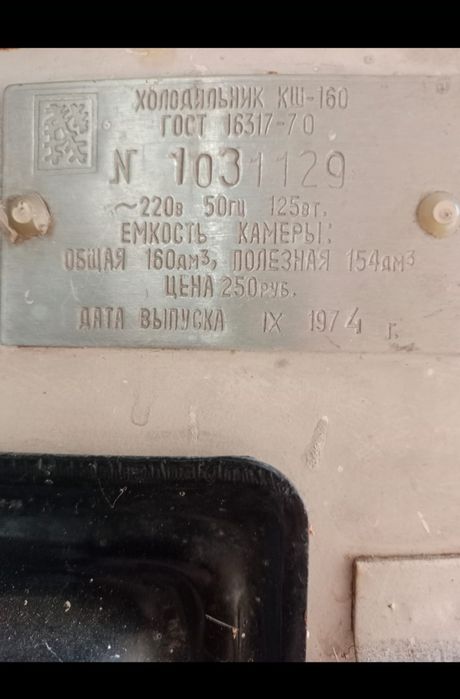 ХОЛОДИЛЬНИК КШ-160
ГОСТ 16317-70
N 1031129
~220в 50гц 125вт.
ЕМКОСТЬ КАМЕРЫ:
ОБЩАЯ 160дм³, ПОЛЕЗНАЯ 154дм³
ЦЕНА 250РУБ.
ДАТА ВЫПУСКА IX 1974 г.